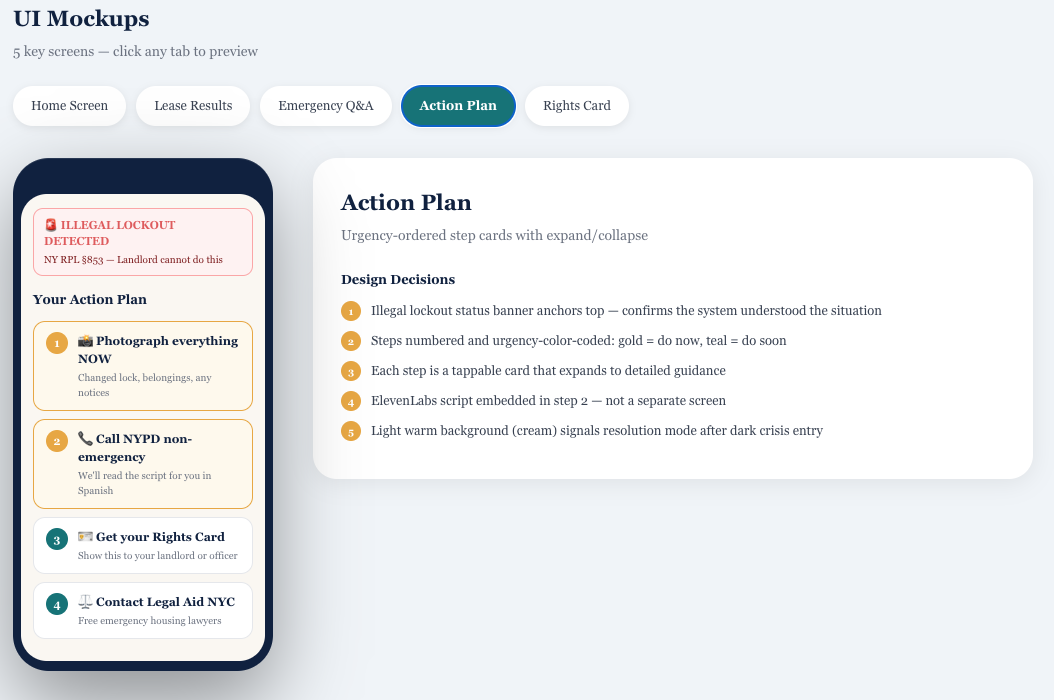 UI Mockups
5 key screens — click any tab to preview
Home Screen
Lease Results
Emergency Q&A
Action Plan
Rights Card
🚨 ILLEGAL LOCKOUT
DETECTED
NY RPL §853 — Landlord cannot do this
Your Action Plan
1
📸 Photograph everything
NOW
Changed lock, belongings, any
notices
2
📞 Call NYPD non-
emergency
We'll read the script for you in
Spanish
3
🪪 Get your Rights Card
Show this to your landlord or officer
4
⚖️ Contact Legal Aid NYC
Free emergency housing lawyers
Action Plan
Urgency-ordered step cards with expand/collapse
Design Decisions
1 Illegal lockout status banner anchors top — confirms the system understood the situation
2 Steps numbered and urgency-color-coded: gold = do now, teal = do soon
3 Each step is a tappable card that expands to detailed guidance
4 ElevenLabs script embedded in step 2 — not a separate screen
5 Light warm background (cream) signals resolution mode after dark crisis entry